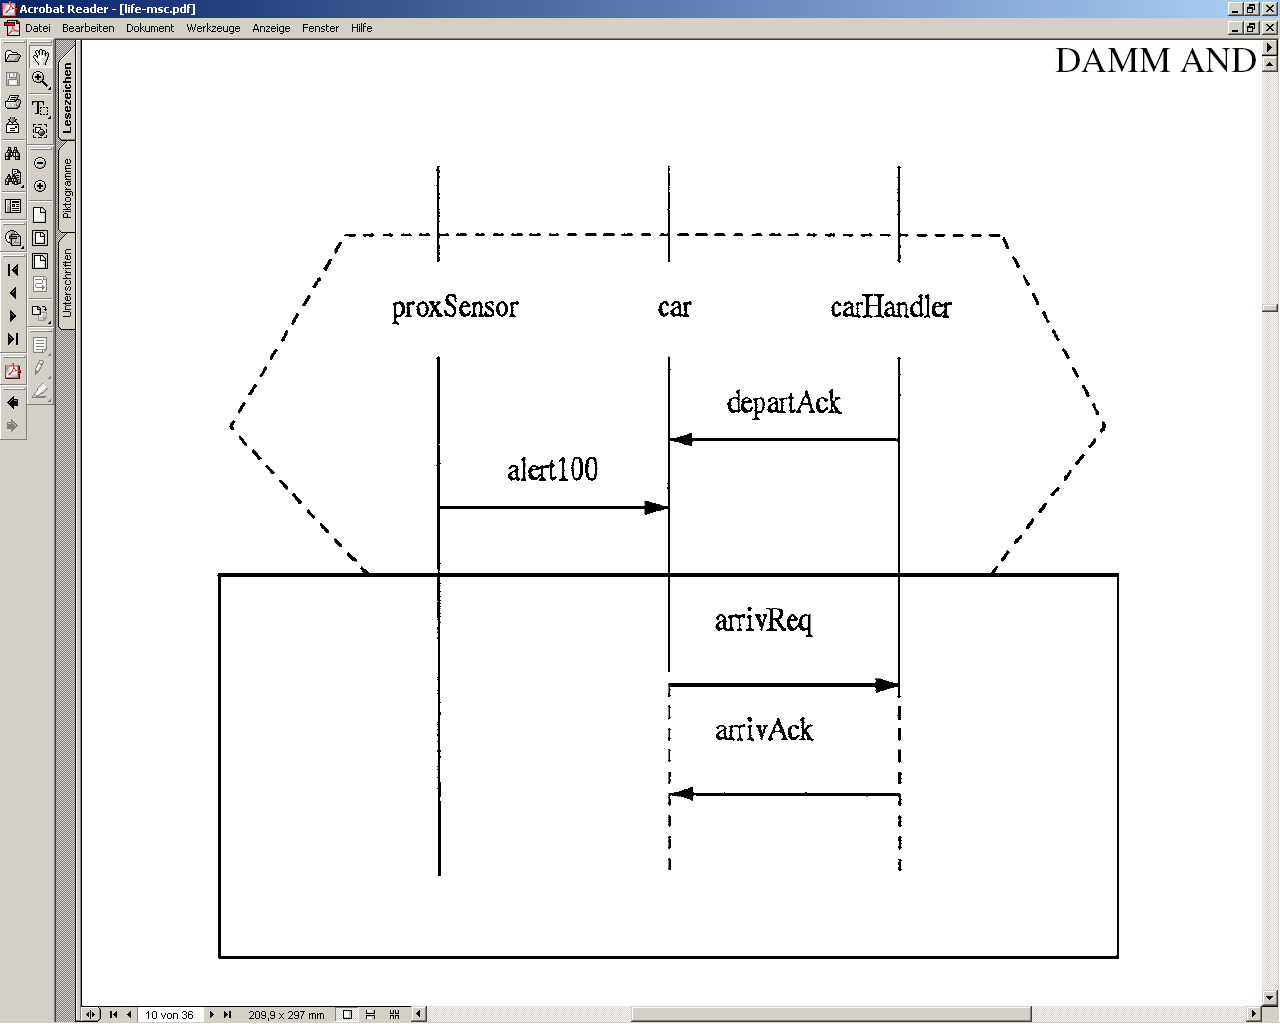 Acrobat Reader - [life-msc.pdf]
Datei Bearbeiten Dokument Werkzeuge Anzeige Fenster Hilfe
Lesezeichen
Piktogramme
Unterschriften
DAMM AND
proxSensor car carHandler
departAck
alert100
arrivReq
arrivAck
10 von 36 209,9 x 297 mm